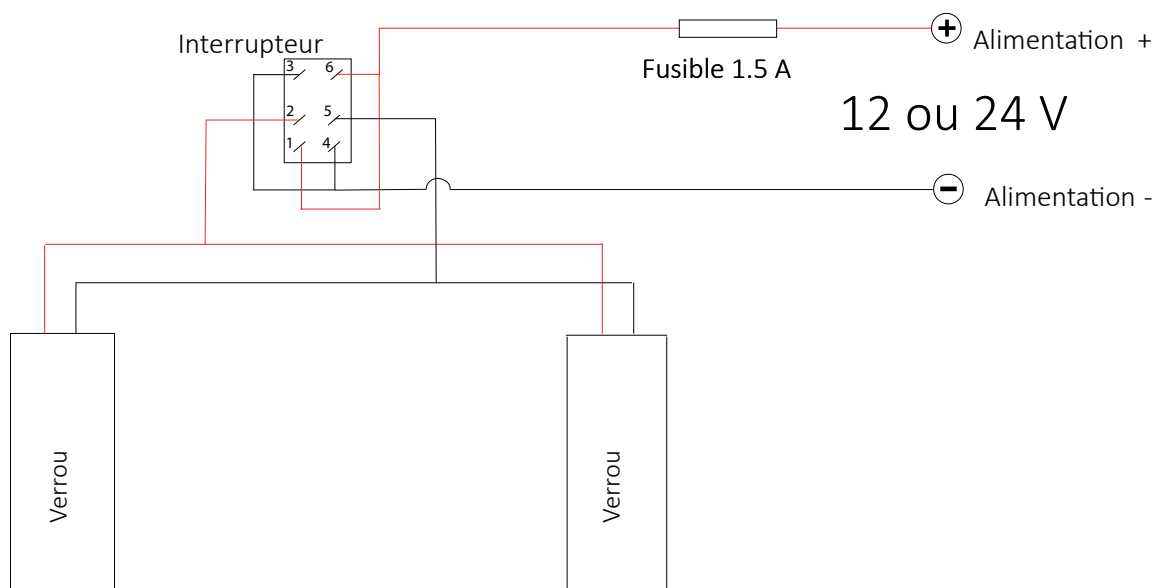 Interrupteur
3 6
2 5
1 4
Fusible 1.5 A
+ Alimentation +
12 ou 24 V
- Alimentation -
Verrou
Verrou